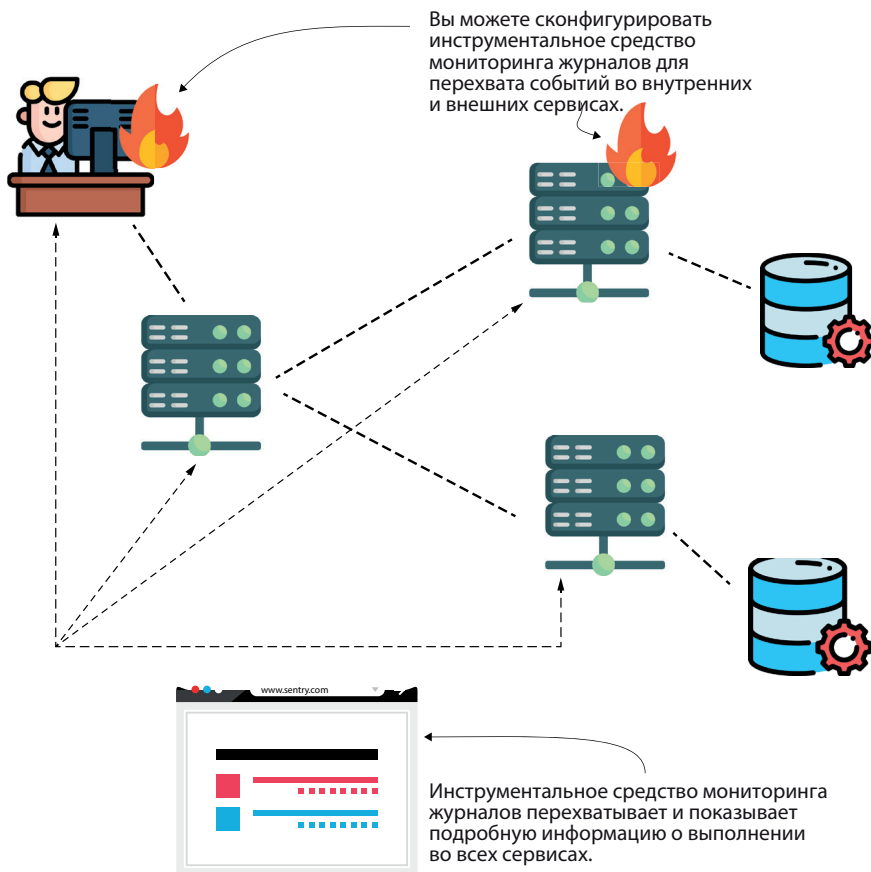 Вы можете сконфигурировать
инструментальное средство
мониторинга журналов для
перехвата событий во внутренних
и внешних сервисах.
www.sentry.com
Инструментальное средство мониторинга
журналов перехватывает и показывает
подробную информацию о выполнении
во всех сервисах.